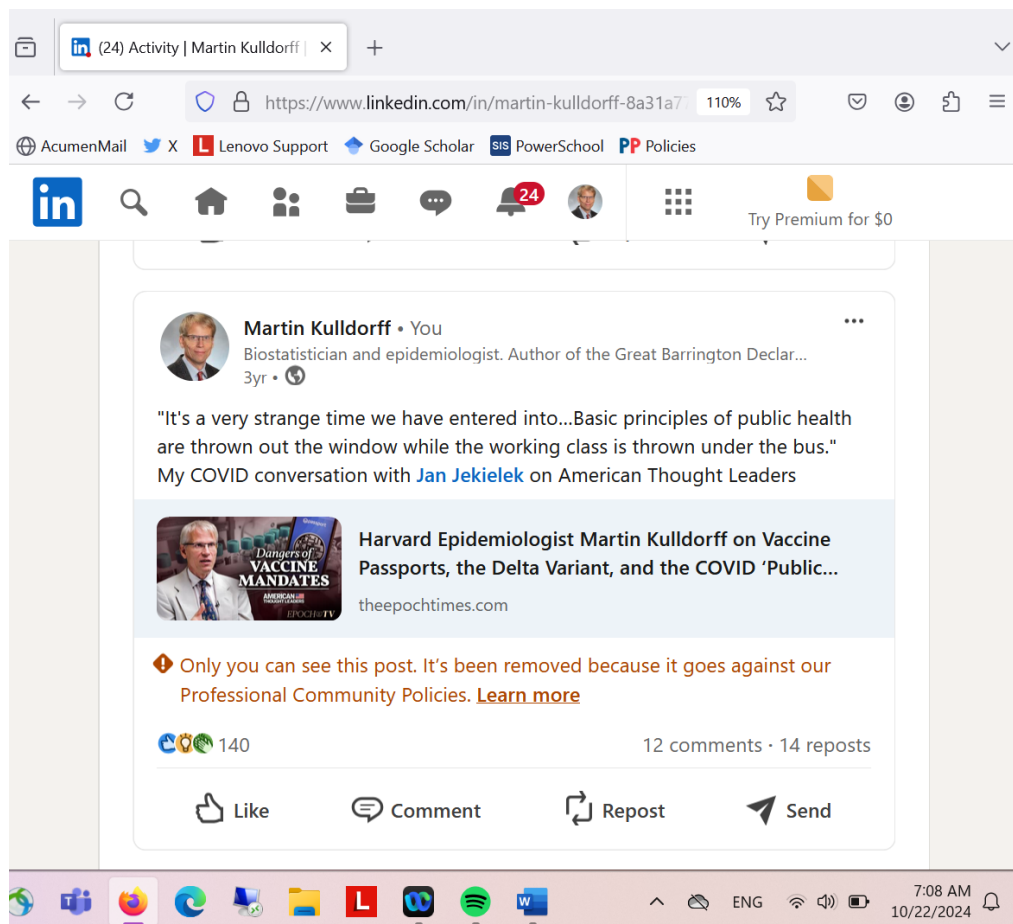 (24) Activity | Martin Kulldorff |
https://www.linkedin.com/in/martin-kulldorff-8a31a77
110%
AcumenMail
X
L Lenovo Support
Google Scholar
SIS PowerSchool
PP Policies
in
24
Try Premium for $0
Martin Kulldorff • You
Biostatistician and epidemiologist. Author of the Great Barrington Declar...
3yr •
"It's a very strange time we have entered into...Basic principles of public health
are thrown out the window while the working class is thrown under the bus."
My COVID conversation with Jan Jekielek on American Thought Leaders
Dangers of
VACCINE
MANDATES
AMERICAN
THOUGHT LEADERS
EPOCH TV
Harvard Epidemiologist Martin Kulldorff on Vaccine
Passports, the Delta Variant, and the COVID ‘Public...
theepochtimes.com
Only you can see this post. It’s been removed because it goes against our
Professional Community Policies. Learn more
140
12 comments · 14 reposts
Like
Comment
Repost
Send
L
W
ENG
7:08 AM
10/22/2024